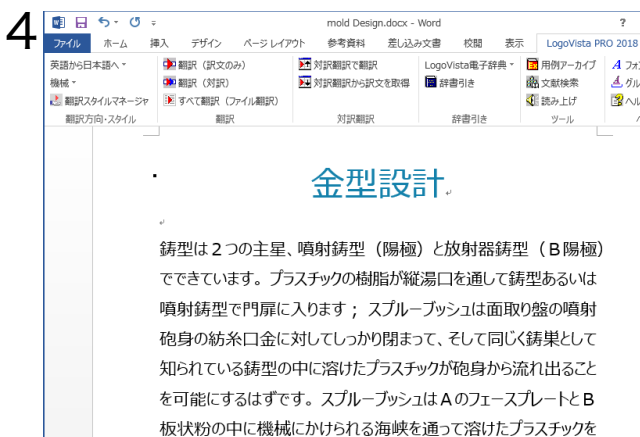 4
mold Design.docx - Word ?
ファイル ホーム 挿入 デザイン ページ レイアウト 参考資料 差し込み文書 校閲 表示 LogoVista PRO 2018
英語から日本語へ 翻訳（訳文のみ） 対訳翻訳で翻訳 LogoVista電子辞典 用例アーカイブ
機械 翻訳（対訳） 対訳翻訳から訳文を取得 辞書引き 文献検索
翻訳スタイルマネージャ すべて翻訳（ファイル翻訳） 読み上げ
翻訳方向・スタイル 翻訳 対訳翻訳 辞書引き ツール
金型設計
鋳型は２つの主星、噴射鋳型（陽極）と放射器鋳型（Ｂ陽極）
でできています。プラスチックの樹脂が縦湯口を通して鋳型あるいは
噴射鋳型で門扉に入ります； スプルーブッシュは面取り盤の噴射
砲身の紡糸口金に対してしっかり閉まって、そして同じく鋳巣として
知られている鋳型の中に溶けたプラスチックが砲身から流れ出ること
を可能にするはずです。スプルーブッシュはＡのフェースプレートとＢ
板状粉の中に機械にかけられる海峡を通って溶けたプラスチックを